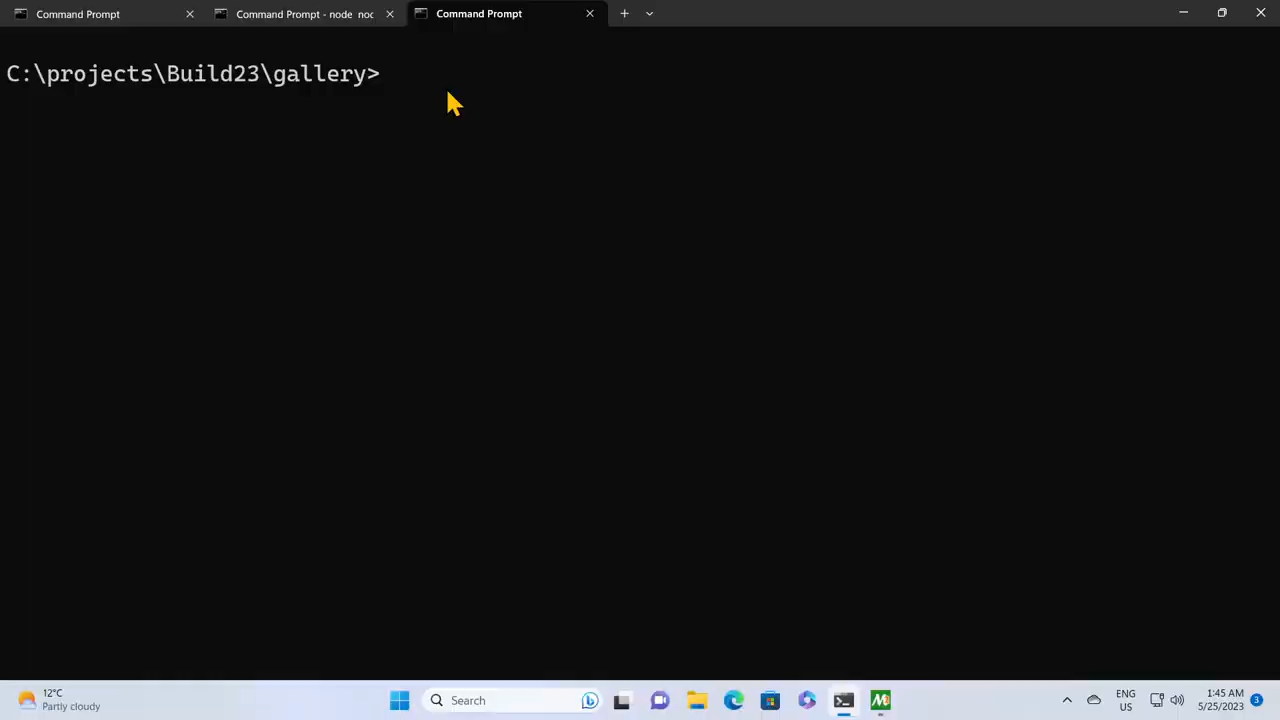 Command Prompt
Command Prompt - node noc
Command Prompt
C:\projects\Build23\gallery>
12°C
Partly cloudy
Search
ENG
US
1:45 AM
5/25/2023
3